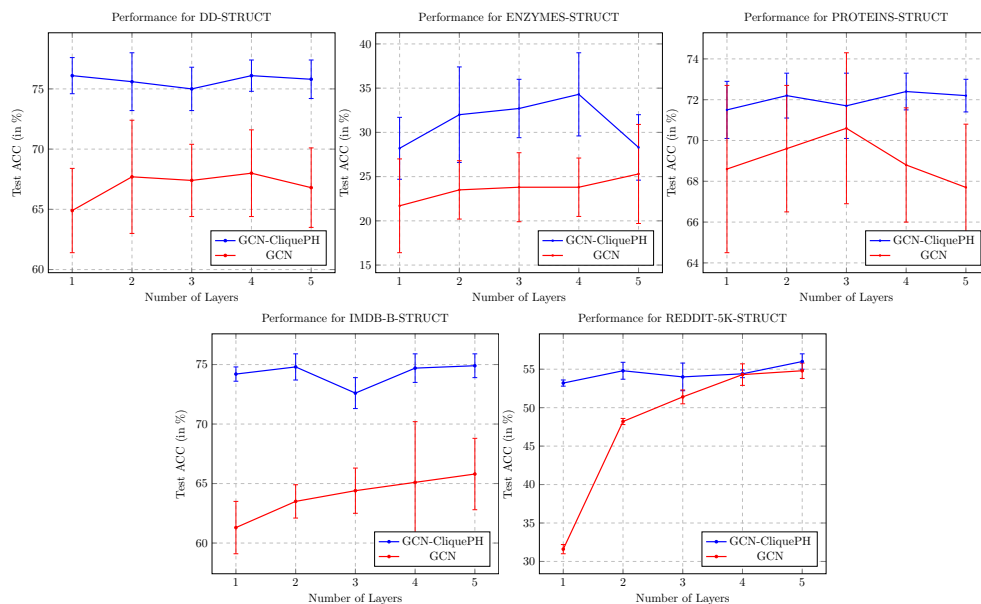 Performance for DD-STRUCT
75
70
65
60
1 2 3 4 5
Test ACC (in %)
Number of Layers
GCN-CliquePH
GCN
Performance for ENZYMES-STRUCT
40
35
30
25
20
15
1 2 3 4 5
Test ACC (in %)
Number of Layers
GCN-CliquePH
GCN
Performance for PROTEINS-STRUCT
74
72
70
68
66
64
1 2 3 4 5
Test ACC (in %)
Number of Layers
GCN-CliquePH
GCN
Performance for IMDB-B-STRUCT
75
70
65
60
1 2 3 4 5
Test ACC (in %)
Number of Layers
GCN-CliquePH
GCN
Performance for REDDIT-5K-STRUCT
55
50
45
40
35
30
1 2 3 4 5
Test ACC (in %)
Number of Layers
GCN-CliquePH
GCN